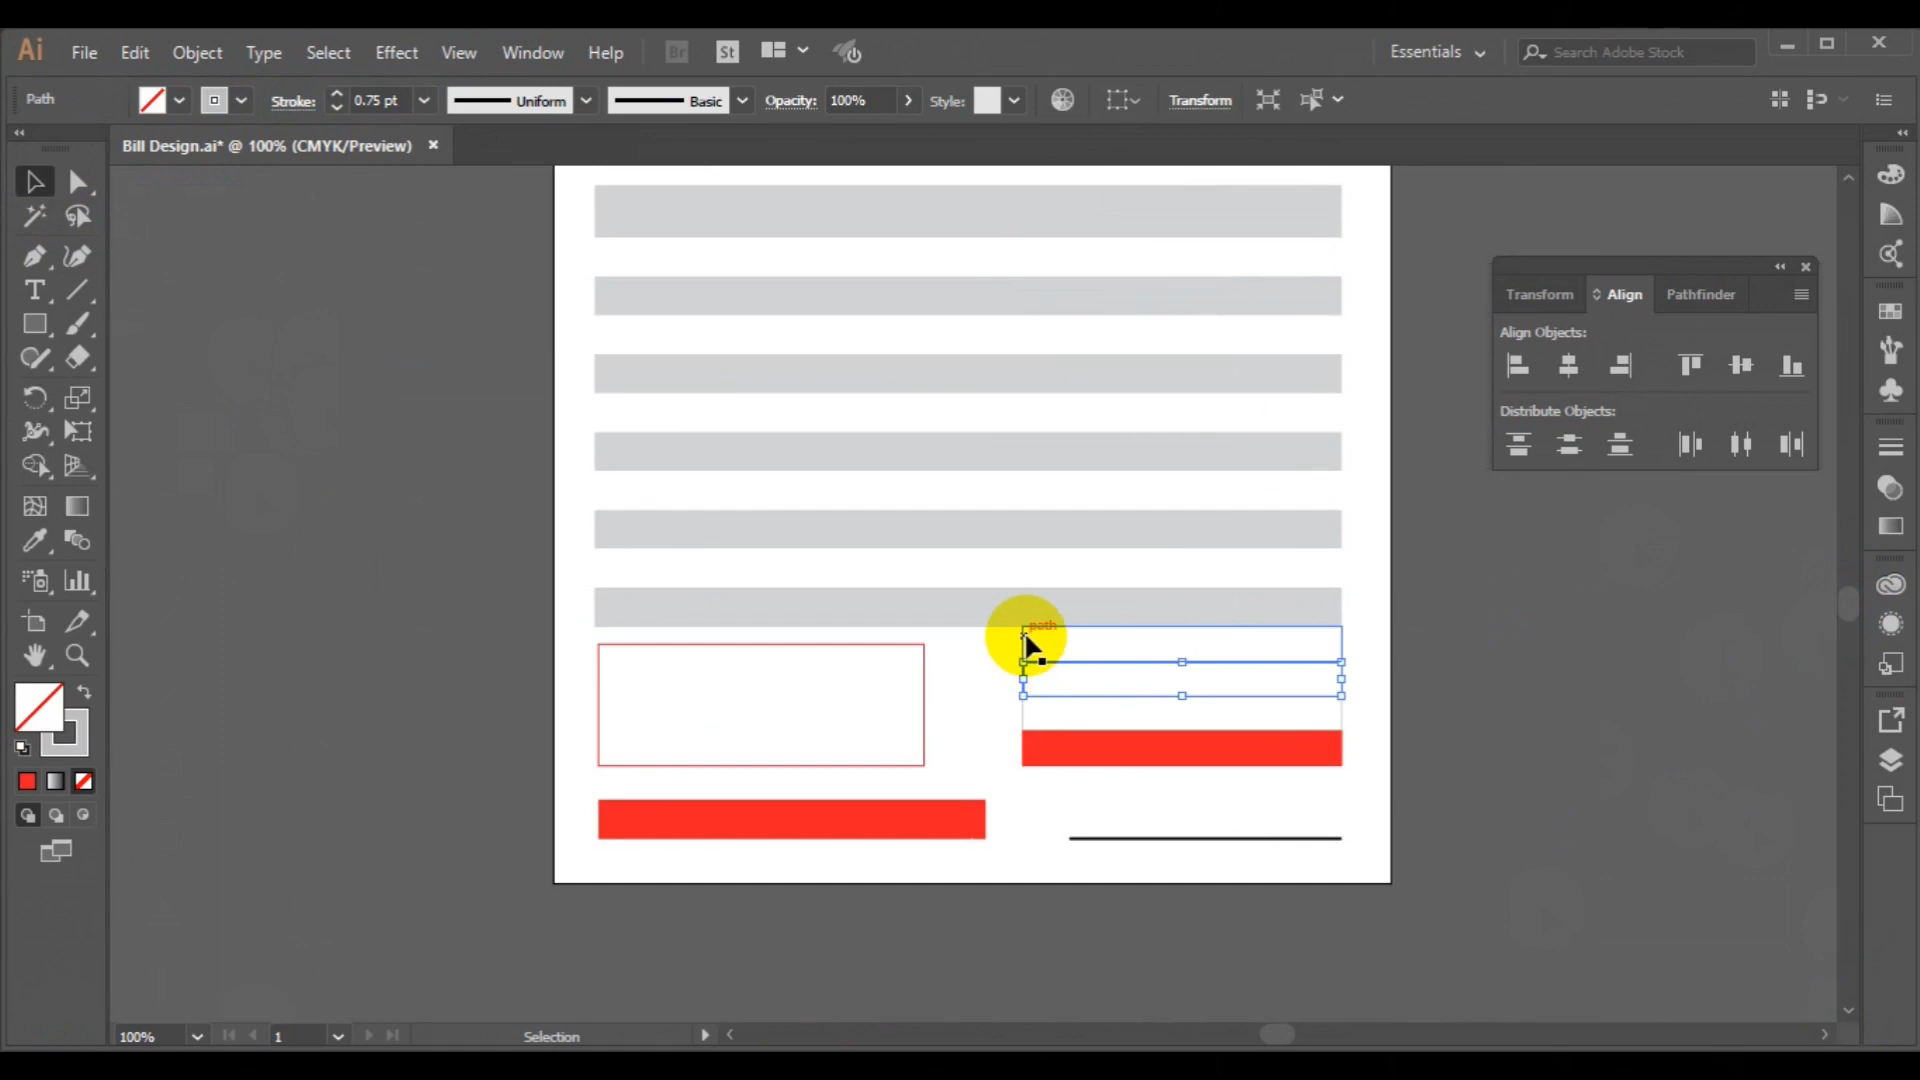 Ai File Edit Object Type Select Effect View Window Help Br St Essentials Search Adobe Stock
Path Stroke: 0.75 pt Uniform Basic Opacity: 100% Style: Transform
Bill Design.ai* @ 100% (CMYK/Preview)
Transform Align Pathfinder
Align Objects:
Distribute Objects:
path
100% 1 Selection